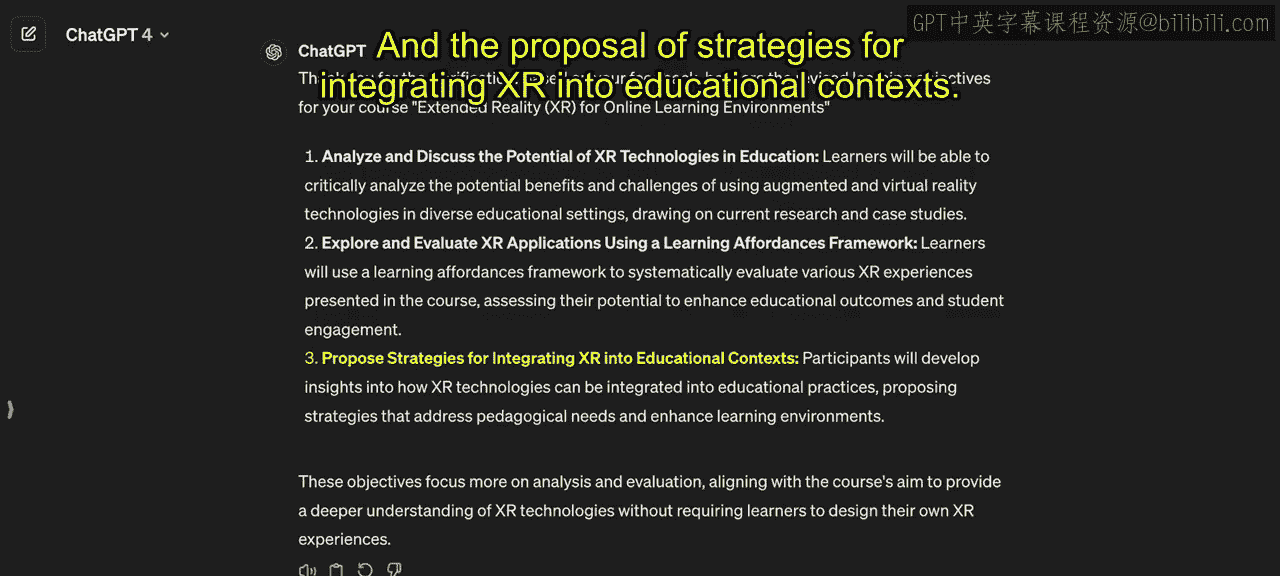 GPT中英字幕课程资源@bilibili.com
ChatGPT 4
ChatGPT
And the proposal of strategies for
integrating XR into educational contexts.
objectives
for your course "Extended Reality (XR) for Online Learning Environments"
1. Analyze and Discuss the Potential of XR Technologies in Education: Learners will be able to
critically analyze the potential benefits and challenges of using augmented and virtual reality
technologies in diverse educational settings, drawing on current research and case studies.
2. Explore and Evaluate XR Applications Using a Learning Affordances Framework: Learners
will use a learning affordances framework to systematically evaluate various XR experiences
presented in the course, assessing their potential to enhance educational outcomes and student
engagement.
3. Propose Strategies for Integrating XR into Educational Contexts: Participants will develop
insights into how XR technologies can be integrated into educational practices, proposing
strategies that address pedagogical needs and enhance learning environments.
These objectives focus more on analysis and evaluation, aligning with the course's aim to provide
a deeper understanding of XR technologies without requiring learners to design their own XR
experiences.